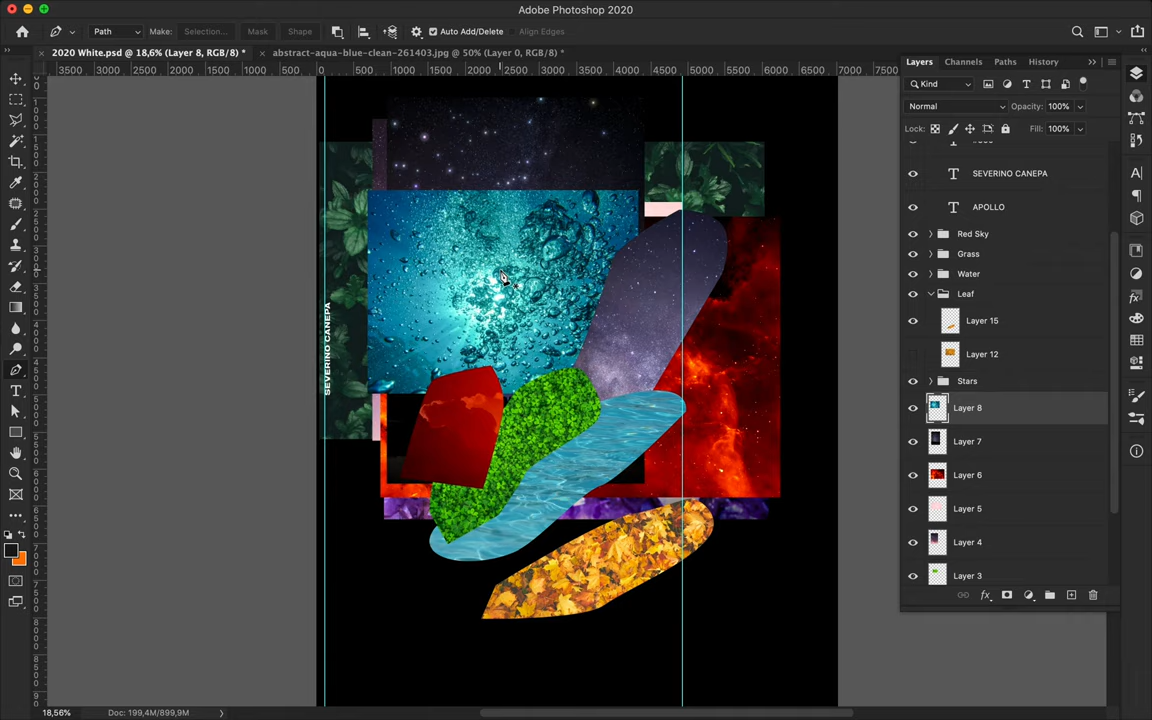 Adobe Photoshop 2020
Path
Make:
Selection...
Mask
Shape
Auto Add/Delete
Align Edges
2020 White.psd @ 18,6% (Layer 8, RGB/8) *
abstract-aqua-blue-clean-261403.jpg @ 50% (Layer 0, RGB/8) *
3500 3000 2500 2000 1500 1000 500 0 500 1000 1500 2000 2500 3000 3500 4000 4500 5000 5500 6000 6500 7000 7500
Layers
Channels
Paths
History
Kind
Normal
Opacity: 100%
Lock:
Fill: 100%
SEVERINO CANEPA
APOLLO
Red Sky
Grass
Water
Leaf
Layer 15
Layer 12
Stars
Layer 8
Layer 7
Layer 6
Layer 5
Layer 4
Layer 3
SEVERINO CANEPA
18,56%
Doc: 199,4M/899,9M